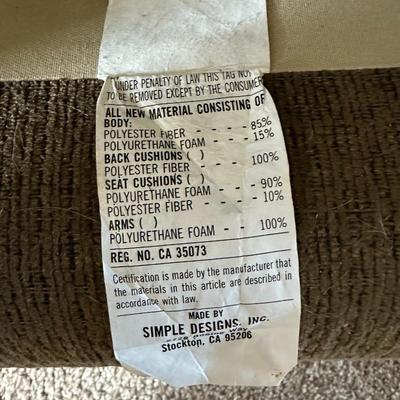 UNDER PENALTY OF LAW THIS TAG NOT
TO BE REMOVED EXCEPT BY THE CONSUMER
ALL NEW MATERIAL CONSISTING OF
BODY:
POLYESTER FIBER - - - - 85%
POLYURETHANE FOAM - - - 15%
BACK CUSHIONS ( )
POLYESTER FIBER - - - 100%
SEAT CUSHIONS ( )
POLYURETHANE FOAM - - - 90%
POLYESTER FIBER - - - 10%
ARMS ( )
POLYURETHANE FOAM - - 100%
REG. NO. CA 35073
Certification is made by the manufacturer that
the materials in this article are described in
accordance with law.
MADE BY
SIMPLE DESIGNS, INC.
Way
Stockton, CA 95206